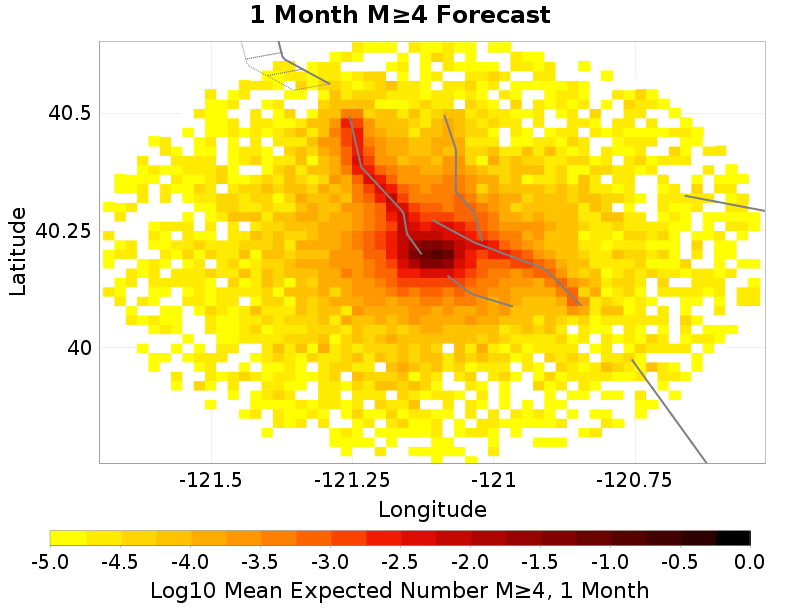 1 Month M≥4 Forecast
Latitude
40.5
40.25
40
-121.5 -121.25 -121 -120.75
Longitude
-5.0 -4.5 -4.0 -3.5 -3.0 -2.5 -2.0 -1.5 -1.0 -0.5 0.0
Log10 Mean Expected Number M≥4, 1 Month